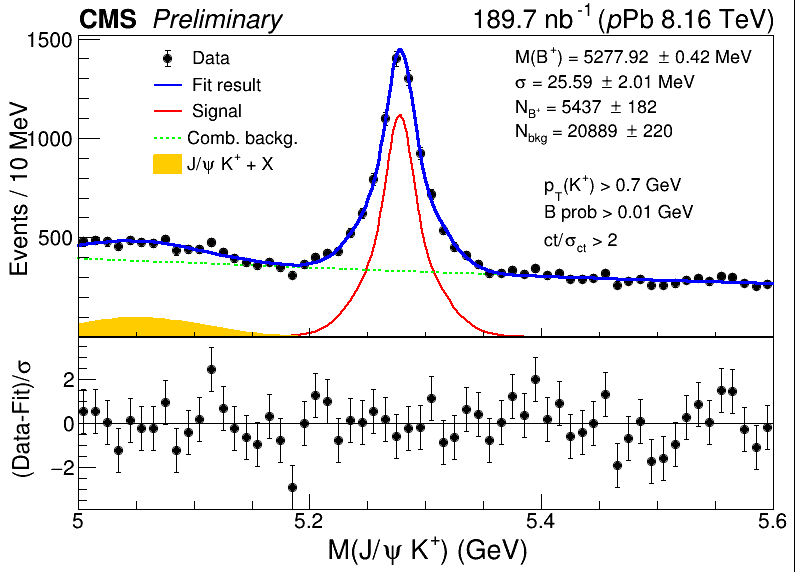 CMS Preliminary 189.7 nb⁻¹ (pPb 8.16 TeV)
Events / 10 MeV
1500
1000
500
Data
Fit result
Signal
Comb. backg.
J/ψ K⁺ + X
M(B⁺) = 5277.92 ± 0.42 MeV
σ = 25.59 ± 2.01 MeV
N_B⁺ = 5437 ± 182
N_bkg = 20889 ± 220
p_T(K⁺) > 0.7 GeV
B prob > 0.01 GeV
ct/σ_ct > 2
(Data-Fit)/σ
2
0
−2
5 5.2 5.4 5.6
M(J/ψ K⁺) (GeV)